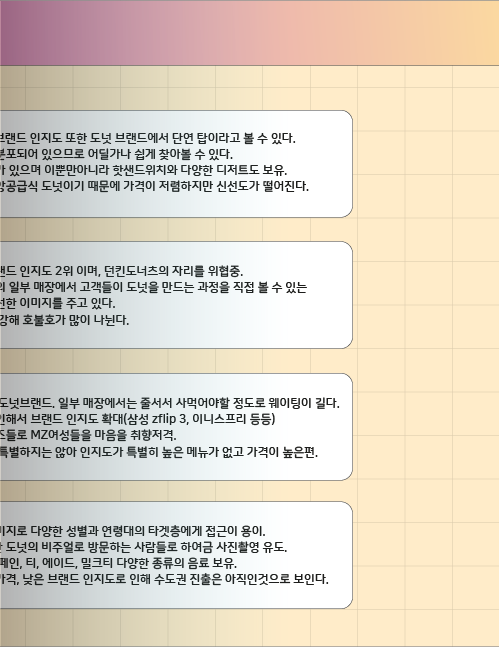 브랜드 인지도 또한 도넛 브랜드에서 단연 탑이라고 볼 수 있다.
분포되어 있으므로 어딜가나 쉽게 찾아볼 수 있다.
가 있으며 이뿐만아니라 핫샌드위치와 다양한 디저트도 보유.
앙공급식 도넛이기 때문에 가격이 저렴하지만 신선도가 떨어진다.
랜드 인지도 2위 이며, 던킨도너츠의 자리를 위협중.
의 일부 매장에서 고객들이 도넛을 만드는 과정을 직접 볼 수 있는
선한 이미지를 주고 있다.
강해 호불호가 많이 나뉜다.
도넛브랜드. 일부 매장에서는 줄서서 사먹어야할 정도로 웨이팅이 길다.
인해서 브랜드 인지도 확대(삼성 zflip 3, 이니스프리 등등)
즈들로 MZ여성들을 마음을 취향저격.
특별하지는 않아 인지도가 특별히 높은 메뉴가 없고 가격이 높은편.
미지로 다양한 성별과 연령대의 타겟층에게 접근이 용이.
도넛의 비주얼로 방문하는 사람들로 하여금 사진촬영 유도.
페인, 티, 에이드, 밀크티 다양한 종류의 음료 보유.
가격, 낮은 브랜드 인지도로 인해 수도권 진출은 아직인것으로 보인다.